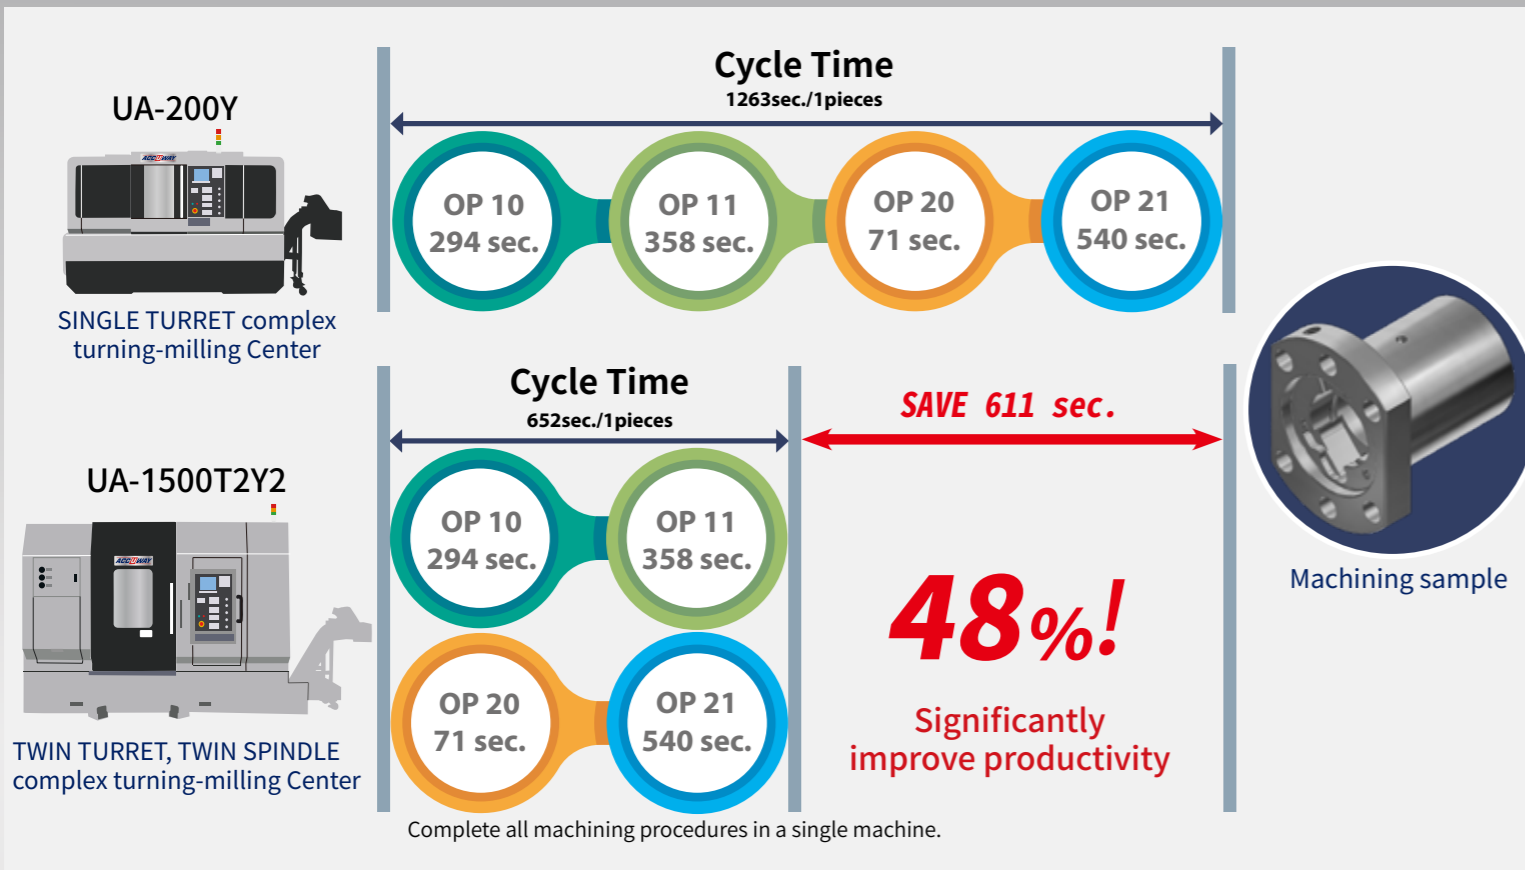 Cycle Time
1263sec./1pieces
UA-200Y
ACCUWAY
OP 10
294 sec.
OP 11
358 sec.
OP 20
71 sec.
OP 21
540 sec.
SINGLE TURRET complex
turning-milling Center
Cycle Time
652sec./1pieces
SAVE 611 sec.
UA-1500T2Y2
ACCUWAY
OP 10
294 sec.
OP 11
358 sec.
OP 20
71 sec.
OP 21
540 sec.
48%!
Significantly
improve productivity
Machining sample
TWIN TURRET, TWIN SPINDLE
complex turning-milling Center
Complete all machining procedures in a single machine.